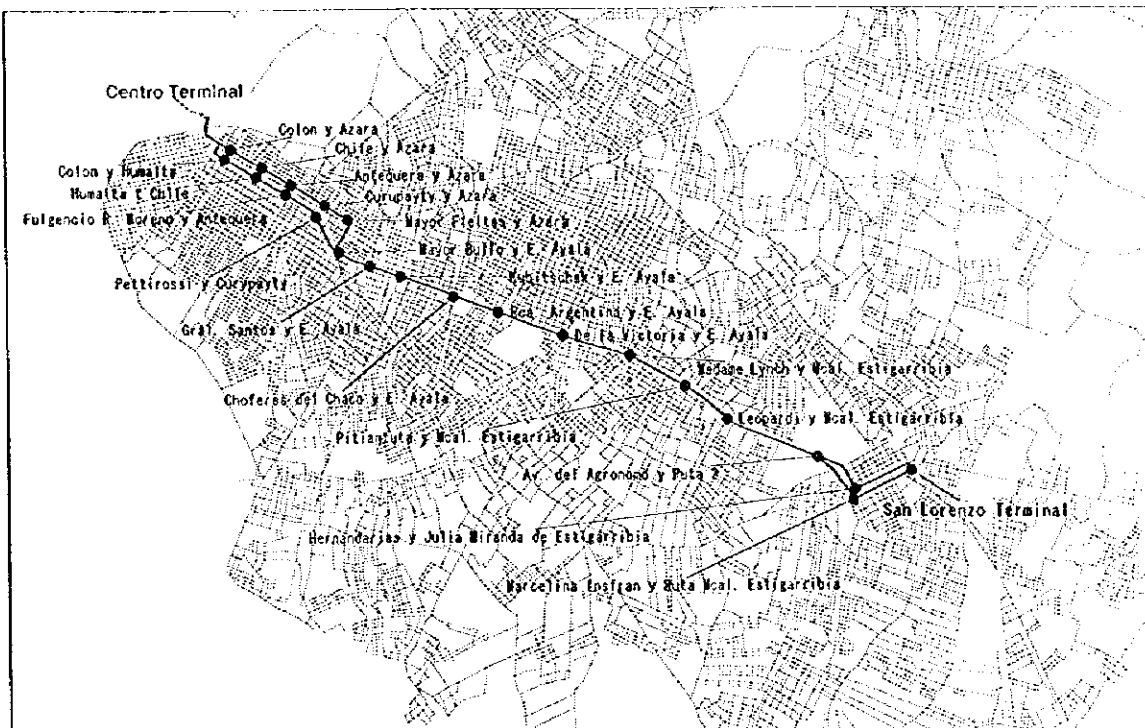 Centro Terminal
Colon y Azara
Chile y Azara
Colon y Humaita
Antequera y Azara
Humaita y Chile
Curupayty y Azara
Fulgencio R. Moreno y Antequera
Mayor Fleitas y Azara
Mayor Bullo y E. Ayala
Pettirossi y Curypayty
Kubitschek y E. Ayala
Gral. Santos y E. Ayala
Rca. Argentina y E. Ayala
De la Victoria y E. Ayala
Madame Lynch y Mcal. Estigarribia
Choferes del Chaco y E. Ayala
Leopardi y Mcal. Estigarribia
Pitiantuta y Mcal. Estigarribia
Av. del Agronomo y Ruta 2
San Lorenzo Terminal
Hernandarias y Julia Miranda de Estigarribia
Marcelina Insfran y Ruta Mcal. Estigarribia